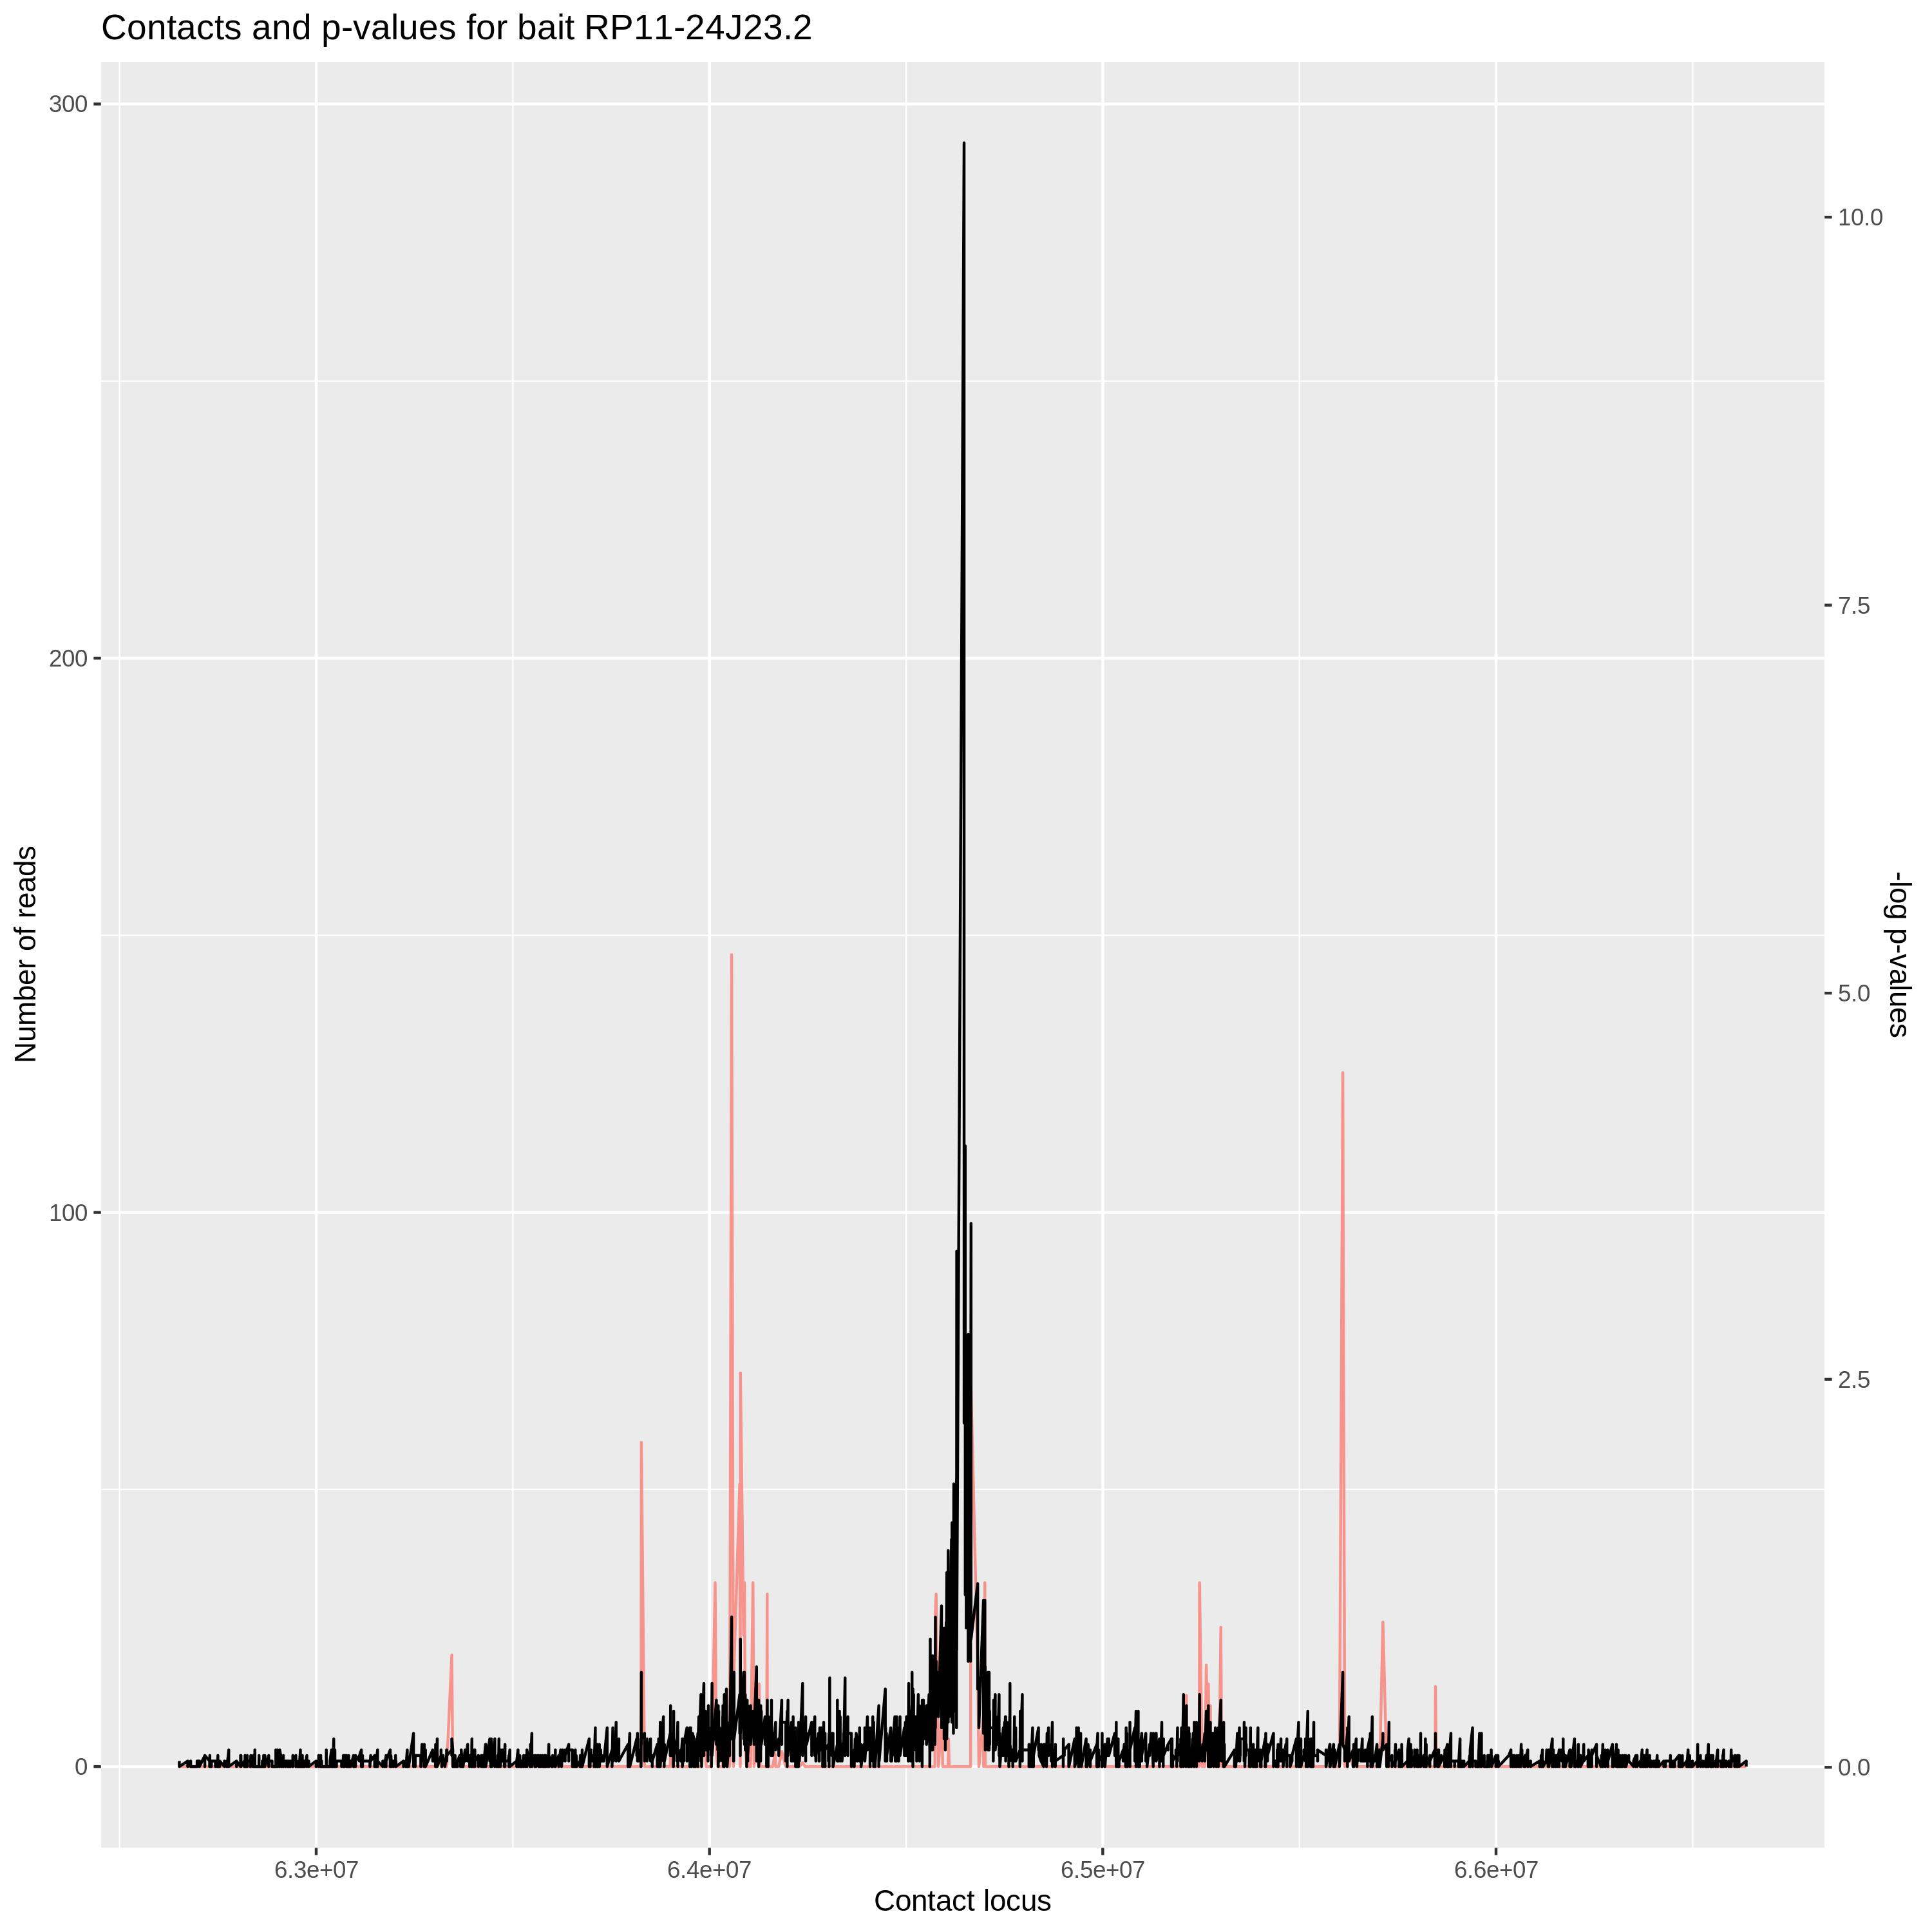 Contacts and p-values for bait RP11-24J23.2
300
200
100
0
Number of reads
10.0
7.5
5.0
2.5
0.0
-log p-values
6.3e+07 6.4e+07 6.5e+07 6.6e+07
Contact locus